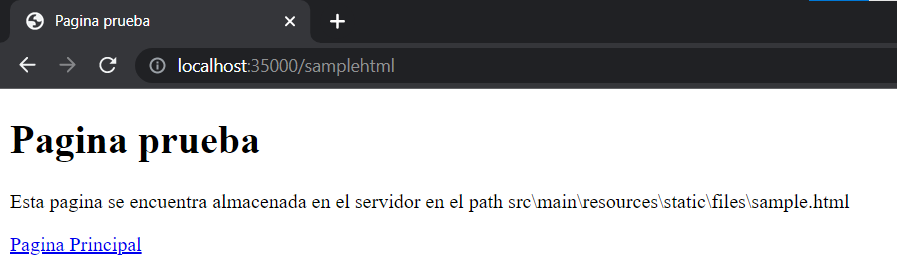 Pagina prueba
localhost:35000/samplehtml
Pagina prueba
Esta pagina se encuentra almacenada en el servidor en el path src\main\resources\static\files\sample.html
Pagina Principal